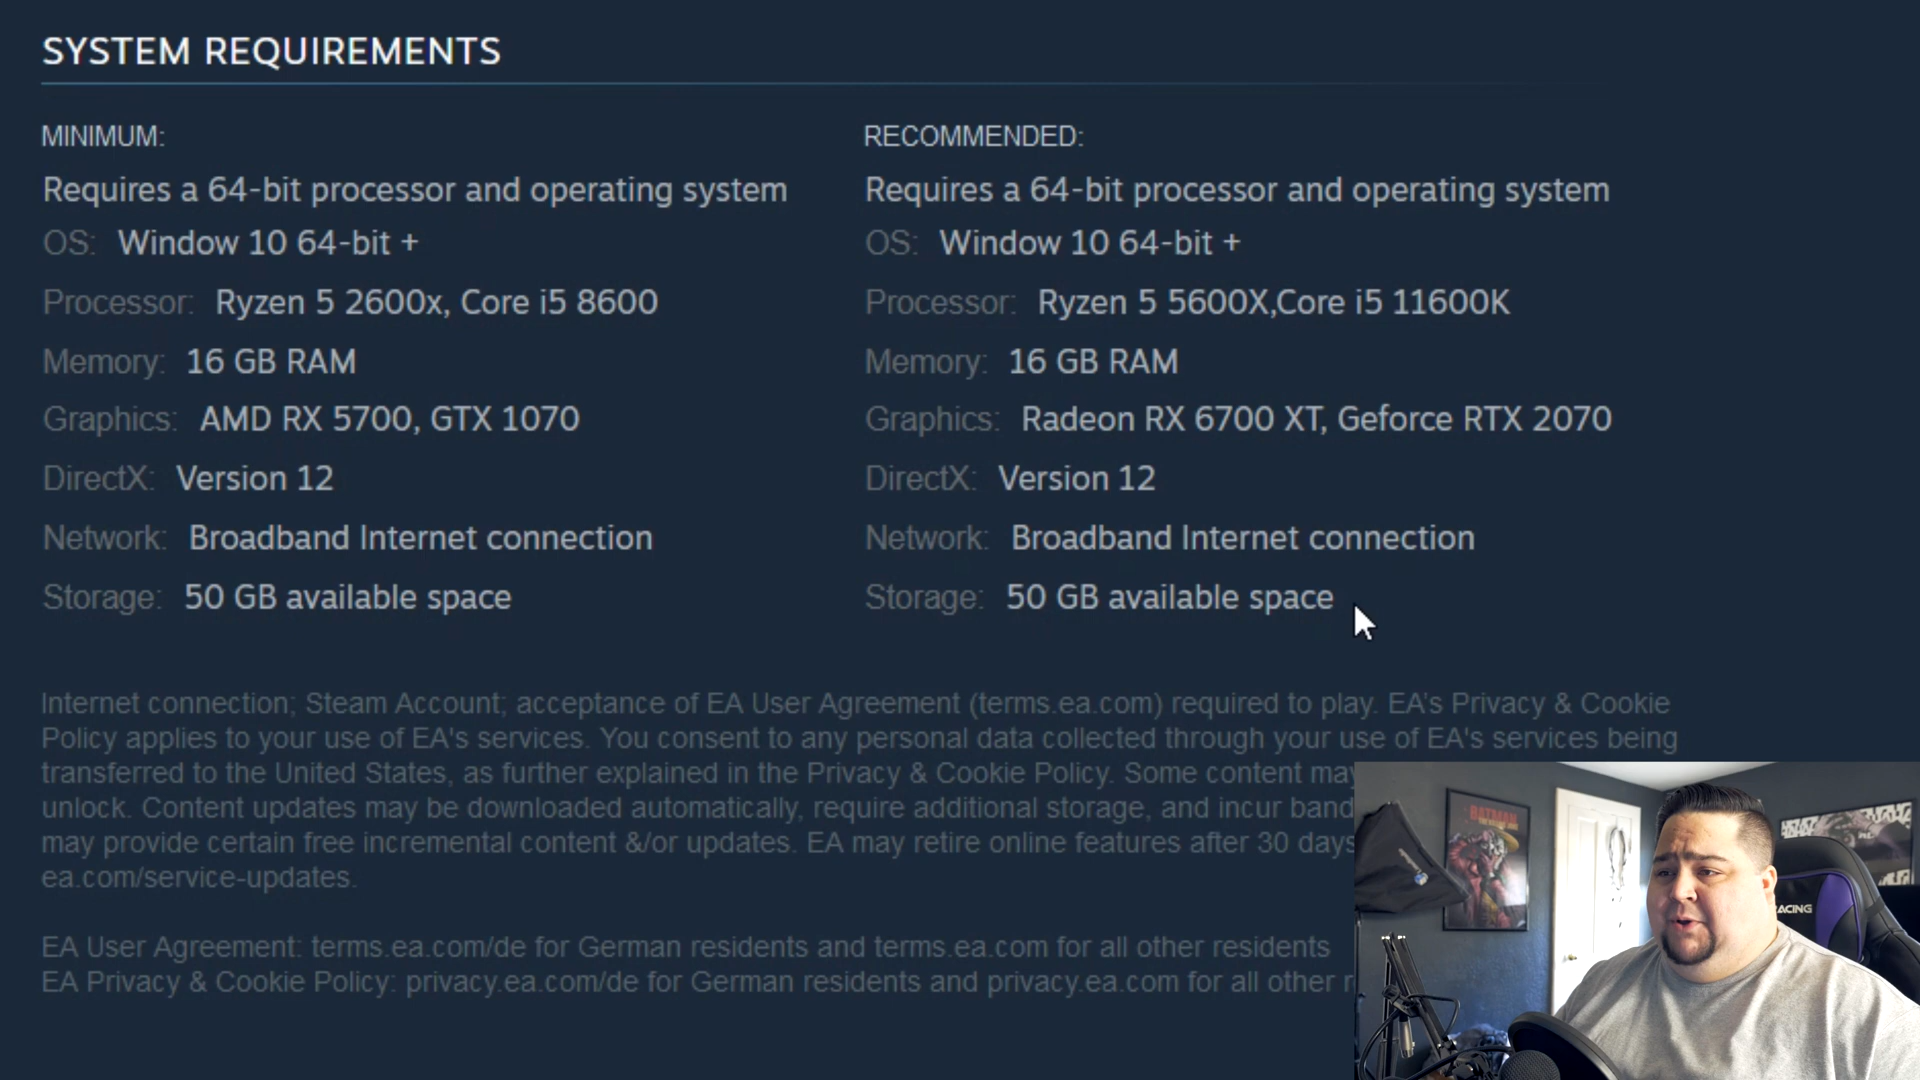 SYSTEM REQUIREMENTS
MINIMUM:
Requires a 64-bit processor and operating system
OS: Window 10 64-bit +
Processor: Ryzen 5 2600x, Core i5 8600
Memory: 16 GB RAM
Graphics: AMD RX 5700, GTX 1070
DirectX: Version 12
Network: Broadband Internet connection
Storage: 50 GB available space
RECOMMENDED:
Requires a 64-bit processor and operating system
OS: Window 10 64-bit +
Processor: Ryzen 5 5600X,Core i5 11600K
Memory: 16 GB RAM
Graphics: Radeon RX 6700 XT, Geforce RTX 2070
DirectX: Version 12
Network: Broadband Internet connection
Storage: 50 GB available space
Internet connection; Steam Account; acceptance of EA User Agreement (terms.ea.com) required to play. EA's Privacy & Cookie
Policy applies to your use of EA's services. You consent to any personal data collected through your use of EA's services being
transferred to the United States, as further explained in the Privacy & Cookie Policy. Some content may
unlock. Content updates may be downloaded automatically, require additional storage, and incur band
may provide certain free incremental content &/or updates. EA may retire online features after 30 days
ea.com/service-updates.
EA User Agreement: terms.ea.com/de for German residents and terms.ea.com for all other residents
EA Privacy & Cookie Policy: privacy.ea.com/de for German residents and privacy.ea.com for all other r
BATMAN
ACING